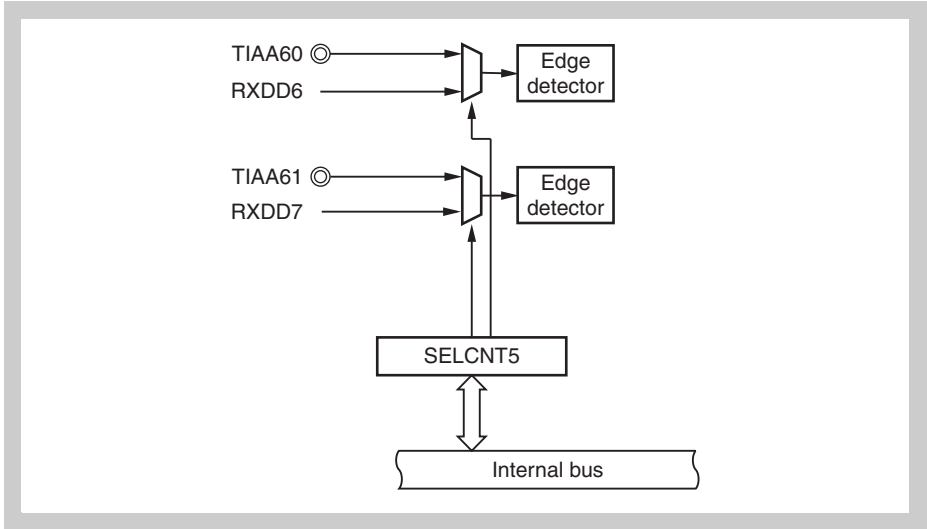 TIAA60
Edge
detector
RXDD6
TIAA61
Edge
detector
RXDD7
SELCNT5
Internal bus